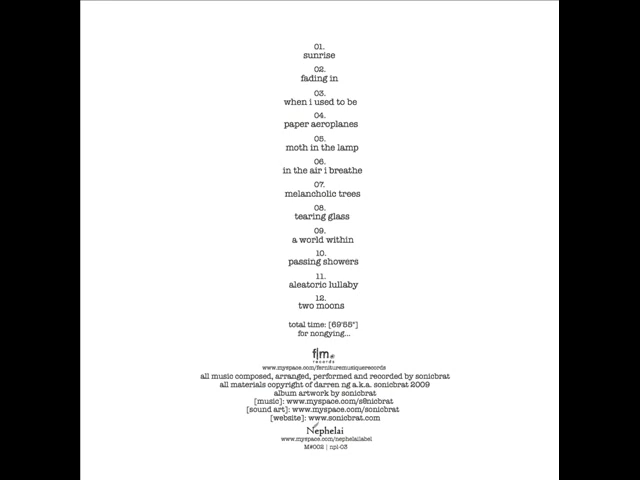 01.
sunrise
02.
fading in
03.
when i used to be
04.
paper aeroplanes
05.
moth in the lamp
06.
in the air i breathe
07.
melancholic trees
08.
tearing glass
09.
a world within
10.
passing showers
11.
aleatoric lullaby
12.
two moons
total time: [69'55"]
for nongying...
f|m
records
www.myspace.com/fernituremusiquerecords
all music composed, arranged, performed and recorded by sonicbrat
all materials copyright of darren ng a.k.a. sonicbrat 2009
album artwork by sonicbrat
[music]: www.myspace.com/s9nicbrat
[sound art]: www.myspace.com/sonicbrat
[website]: www.sonicbrat.com
Nephelai
www.myspace.com/nephelailabel
M#002 | npl-03